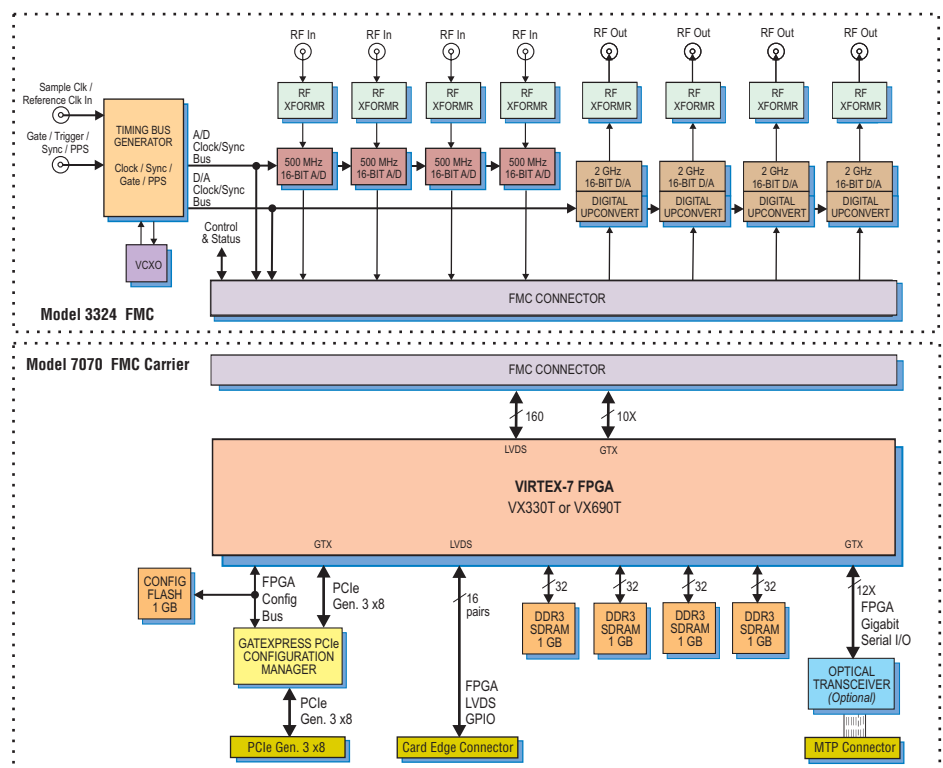 RF In
RF In
RF In
RF In
RF Out
RF Out
RF Out
RF Out
Sample Clk /
Reference Clk In
Gate / Trigger /
Sync / PPS
TIMING BUS
GENERATOR
Clock / Sync /
Gate / PPS
VCXO
A/D
Clock/Sync
Bus
D/A
Clock/Sync
Bus
Control
& Status
RF
XFORMR
RF
XFORMR
RF
XFORMR
RF
XFORMR
RF
XFORMR
RF
XFORMR
RF
XFORMR
RF
XFORMR
500 MHz
16-BIT A/D
500 MHz
16-BIT A/D
500 MHz
16-BIT A/D
500 MHz
16-BIT A/D
2 GHz
16-BIT D/A
DIGITAL
UPCONVERT
2 GHz
16-BIT D/A
DIGITAL
UPCONVERT
2 GHz
16-BIT D/A
DIGITAL
UPCONVERT
2 GHz
16-BIT D/A
DIGITAL
UPCONVERT
FMC CONNECTOR
Model 3324 FMC
Model 7070 FMC Carrier
FMC CONNECTOR
160
10X
LVDS
GTX
VIRTEX-7 FPGA
VX330T or VX690T
GTX
LVDS
GTX
CONFIG
FLASH
1 GB
FPGA
Config
Bus
PCIe
Gen. 3 x8
GATEXPRESS PCIe
CONFIGURATION
MANAGER
PCIe
Gen. 3 x8
PCIe Gen. 3 x8
16
pairs
FPGA
LVDS
GPIO
Card Edge Connector
32
32
32
32
DDR3
SDRAM
1 GB
DDR3
SDRAM
1 GB
DDR3
SDRAM
1 GB
DDR3
SDRAM
1 GB
12X
FPGA
Gigabit
Serial I/O
OPTICAL
TRANSCEIVER
(Optional)
MTP Connector